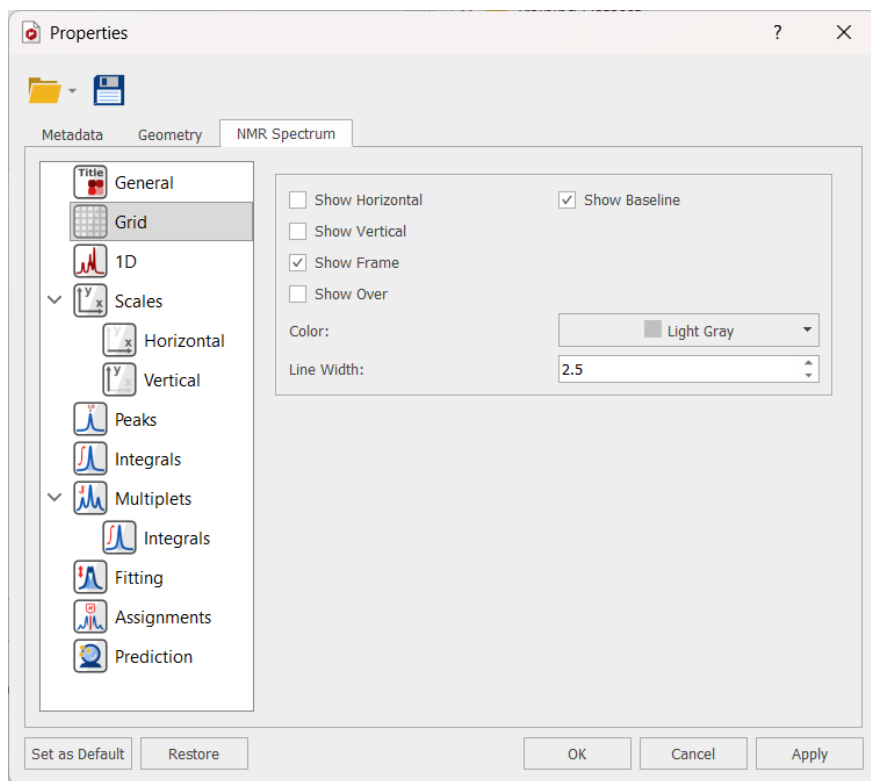 Properties
?
Metadata
Geometry
NMR Spectrum
Title
General
Grid
1D
y
x
Scales
y
x
Horizontal
y
x
Vertical
Peaks
Integrals
J
Multiplets
Integrals
Fitting
Assignments
Prediction
Show Horizontal
Show Baseline
Show Vertical
Show Frame
Show Over
Color:
Light Gray
Line Width:
2.5
Set as Default
Restore
OK
Cancel
Apply